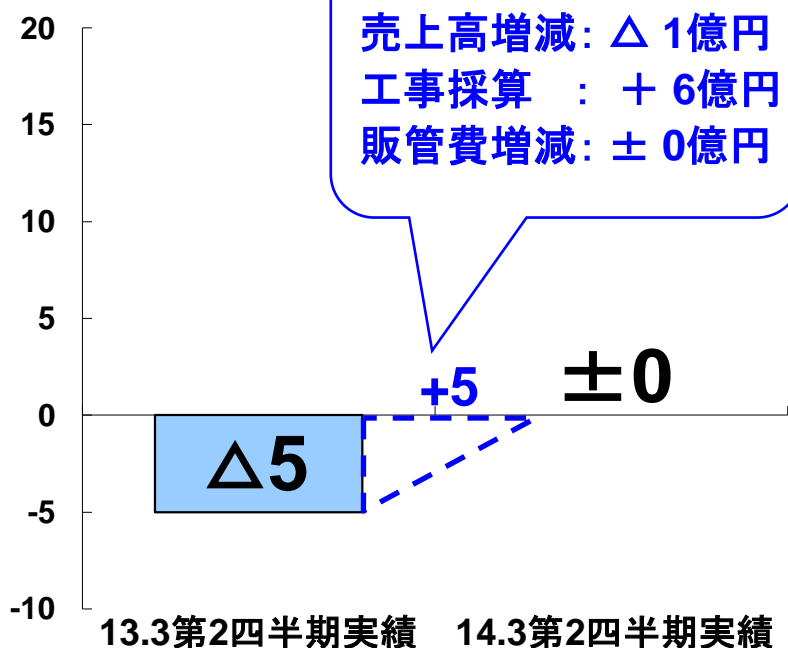 売上高増減: △ 1億円
工事採算 : ＋ 6億円
販管費増減: ± 0億円
20
15
10
5
0
-5
-10
+5
±0
△5
13.3第2四半期実績
14.3第2四半期実績